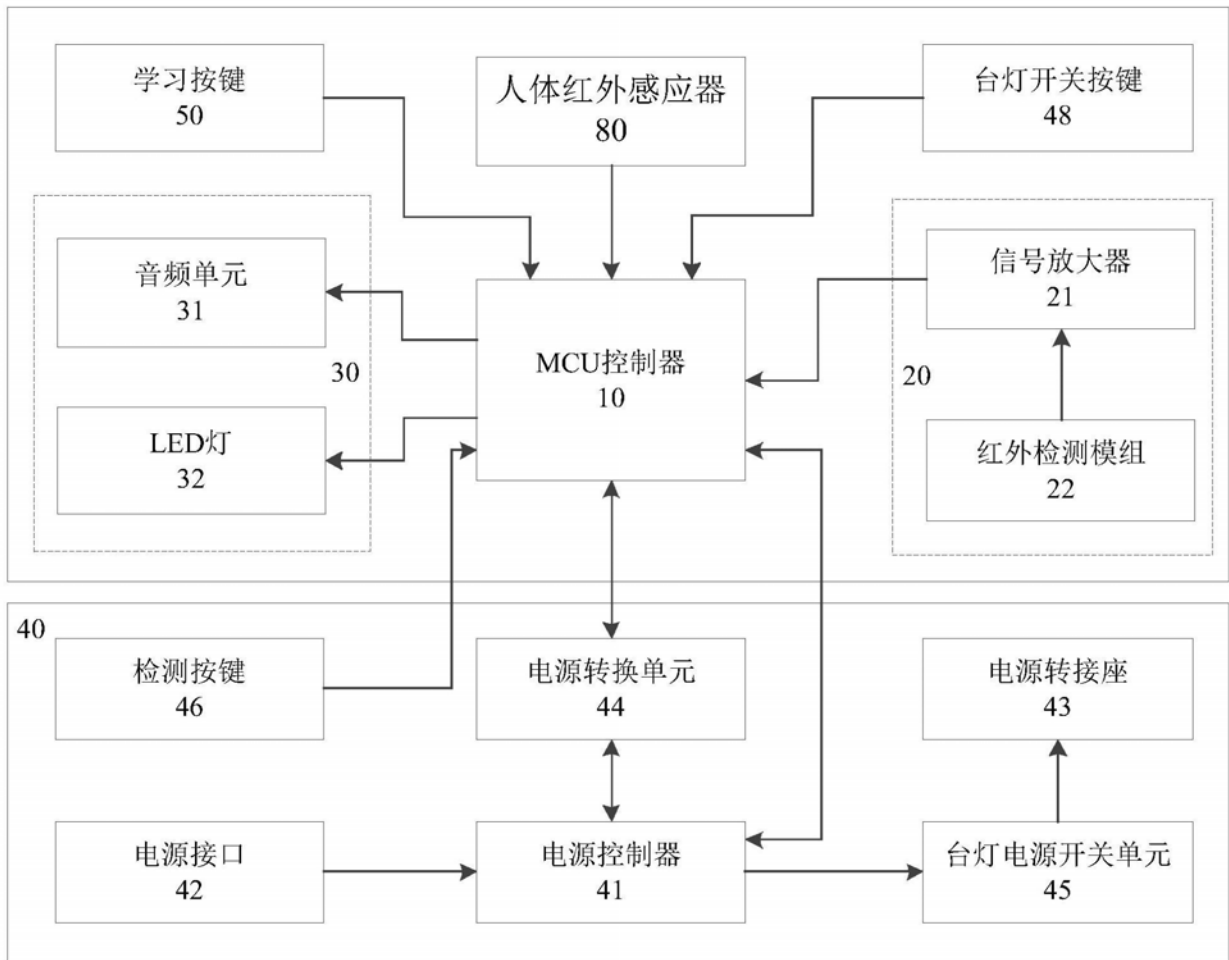 学习按键
50
人体红外感应器
80
台灯开关按键
48
音频单元
31
30
LED灯
32
MCU控制器
10
信号放大器
21
20
红外检测模组
22
40
检测按键
46
电源转换单元
44
电源转接座
43
电源接口
42
电源控制器
41
台灯电源开关单元
45